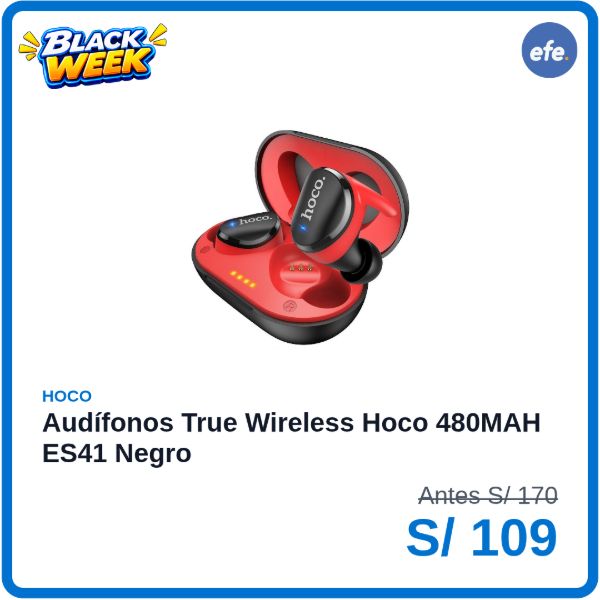 BLACK
WEEK
efe.
hoco.
hoco.
HOCO
Audífonos True Wireless Hoco 480MAH
ES41 Negro
Antes S/ 170
S/ 109